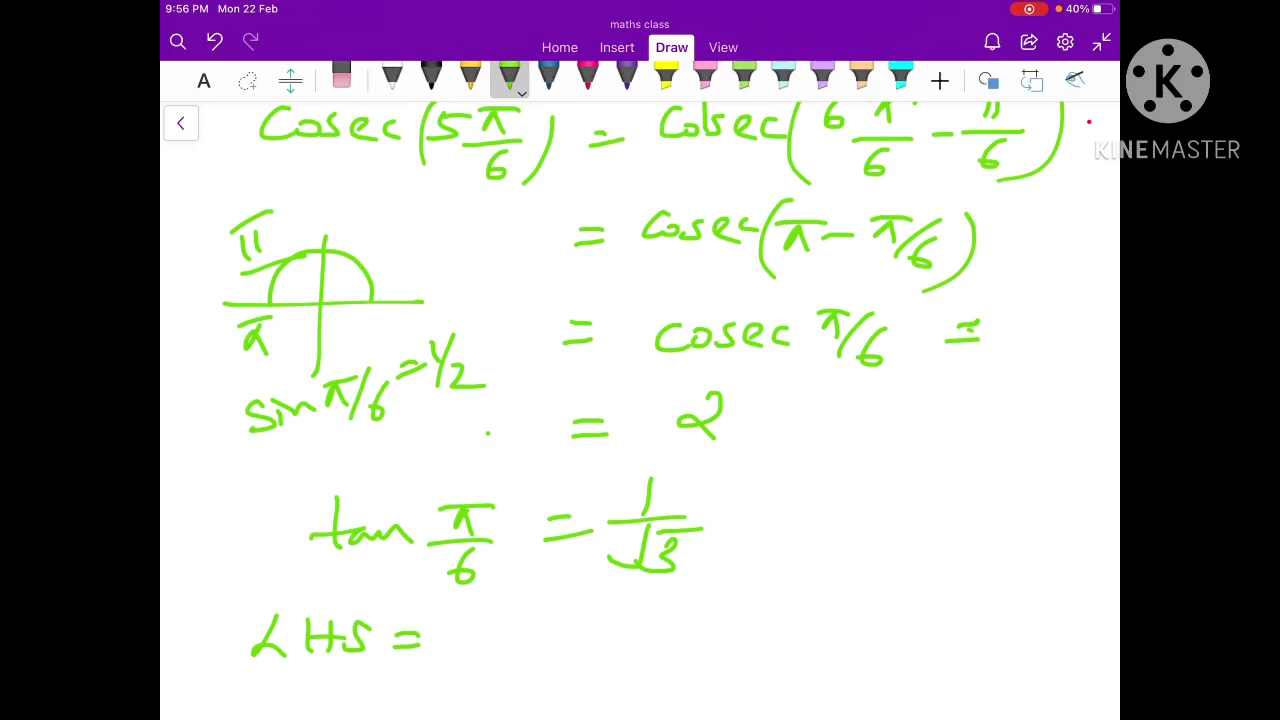 9:56 PM Mon 22 Feb
40%
maths class
Home Insert Draw View
K
KINEMASTER
Cosec(5π/6) = Cosec(6π/6 - π/6)
= cosec(π - π/6)
π
π
= cosec π/6 =
sin π/6 = 1/2
= 2
tan π/6 = 1/√3
LHS =